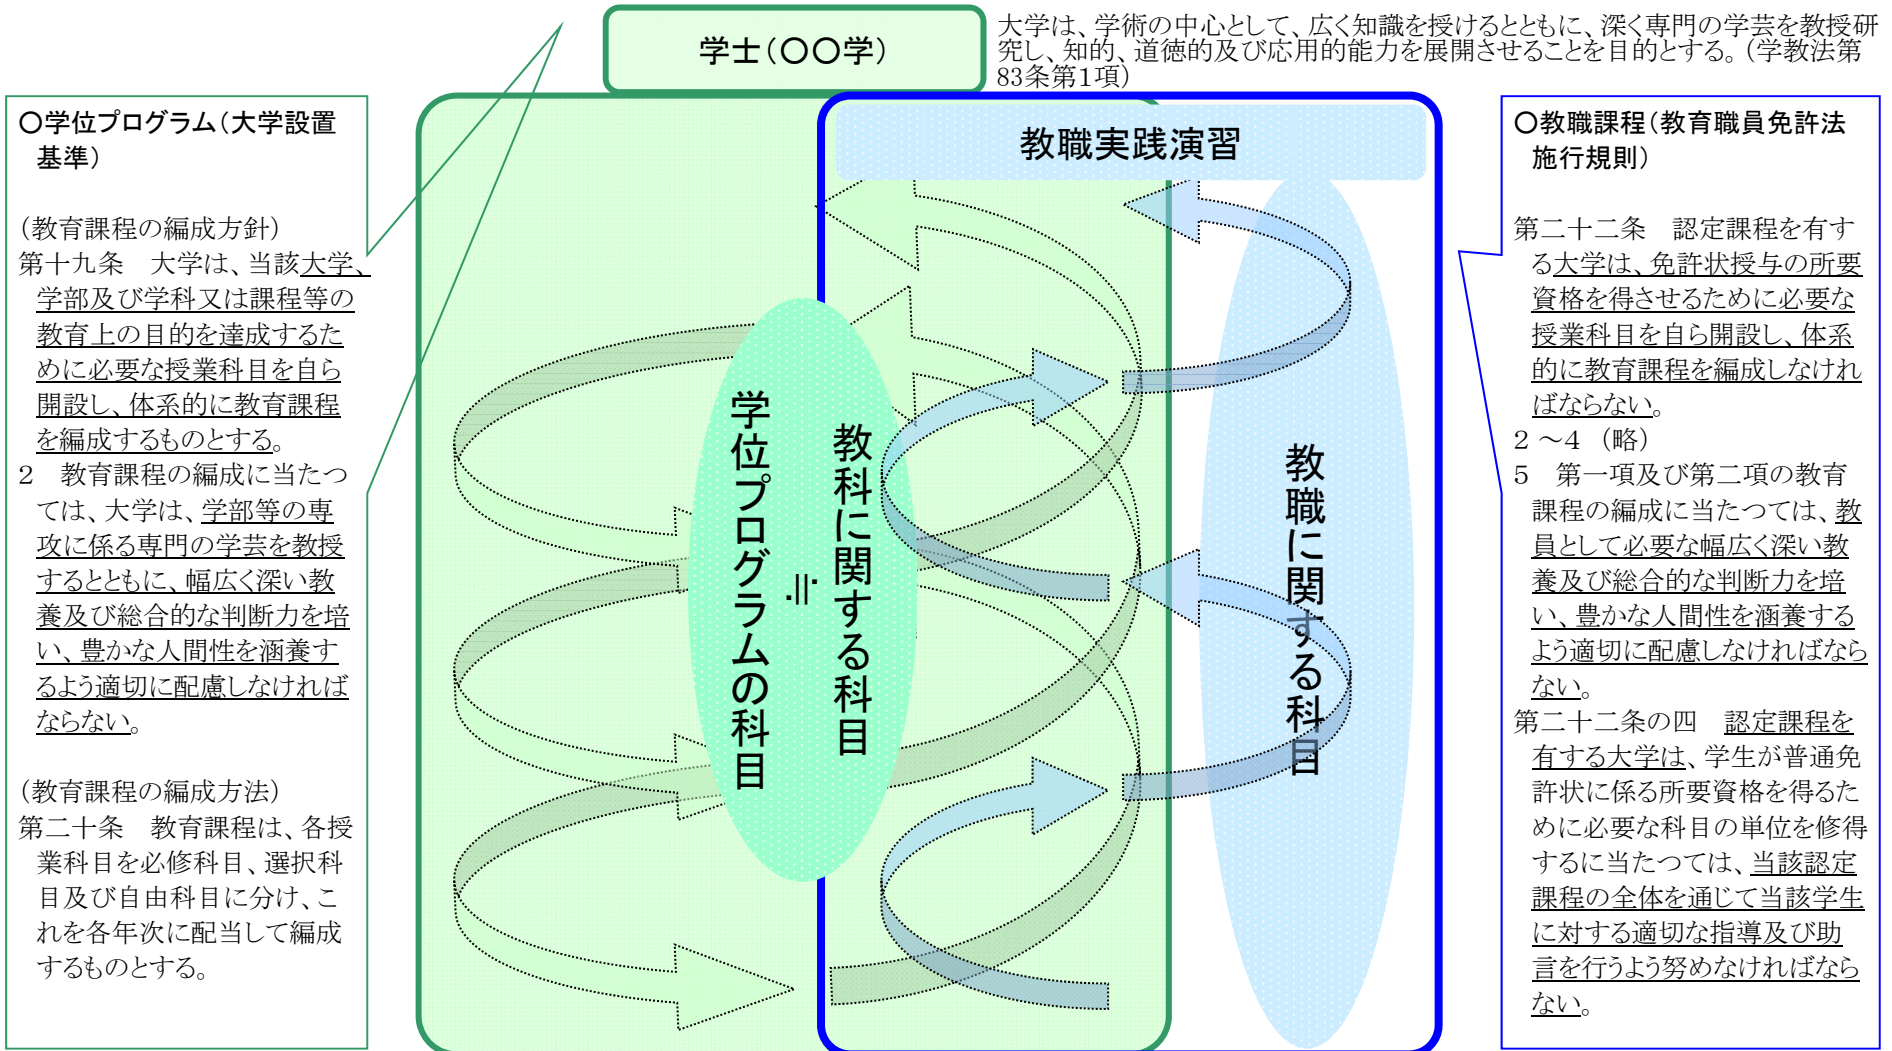 学士(〇〇学)
大学は、学術の中心として、広く知識を授けるとともに、深く専門の学芸を教授研
究し、知的、道徳的及び応用的能力を展開させることを目的とする。(学教法第
83条第1項)
〇学位プログラム(大学設置
基準)
(教育課程の編成方針)
第十九条　大学は、当該大学、
学部及び学科又は課程等の
教育上の目的を達成するた
めに必要な授業科目を自ら
開設し、体系的に教育課程
を編成するものとする。
2　教育課程の編成に当たつ
ては、大学は、学部等の専
攻に係る専門の学芸を教授
するとともに、幅広く深い教
養及び総合的な判断力を培
い、豊かな人間性を涵養す
るよう適切に配慮しなければ
ならない。
(教育課程の編成方法)
第二十条　教育課程は、各授
業科目を必修科目、選択科
目及び自由科目に分け、こ
れを各年次に配当して編成
するものとする。
教職実践演習
学位プログラムの科目
≒
教科に関する科目
教職に関する科目
〇教職課程(教育職員免許法
施行規則)
第二十二条　認定課程を有す
る大学は、免許状授与の所要
資格を得させるために必要な
授業科目を自ら開設し、体系
的に教育課程を編成しなけれ
ばならない。
2 ～4 (略)
5　第一項及び第二項の教育
課程の編成に当たつては、教
員として必要な幅広く深い教
養及び総合的な判断力を培
い、豊かな人間性を涵養する
よう適切に配慮しなければなら
ない。
第二十二条の四　認定課程を
有する大学は、学生が普通免
許状に係る所要資格を得るた
めに必要な科目の単位を修得
するに当たつては、当該認定
課程の全体を通じて当該学生
に対する適切な指導及び助
言を行うよう努めなければなら
ない。